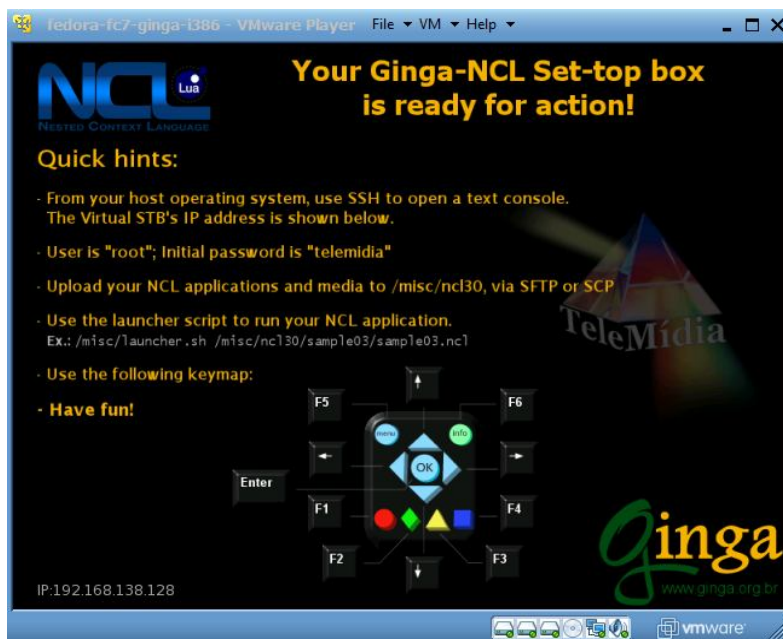 fedora-fc7-ginga-i386 - VMware Player File VM Help
NCL
Lua
NESTED CONTEXT LANGUAGE
Your Ginga-NCL Set-top box
is ready for action!
Quick hints:
- From your host operating system, use SSH to open a text console.
The Virtual STB's IP address is shown below.
- User is "root"; Initial password is "telemidia"
- Upload your NCL applications and media to /misc/ncl30, via SFTP or SCP
- Use the launcher script to run your NCL application.
Ex.: /misc/launcher.sh /misc/ncl30/sample03/sample03.ncl
- Use the following keymap:
- Have fun!
TeleMídia
F5
F6
menu
info
OK
Enter
F1
F4
F2
F3
ginga
www.ginga.org.br
IP:192.168.138.128
vmware